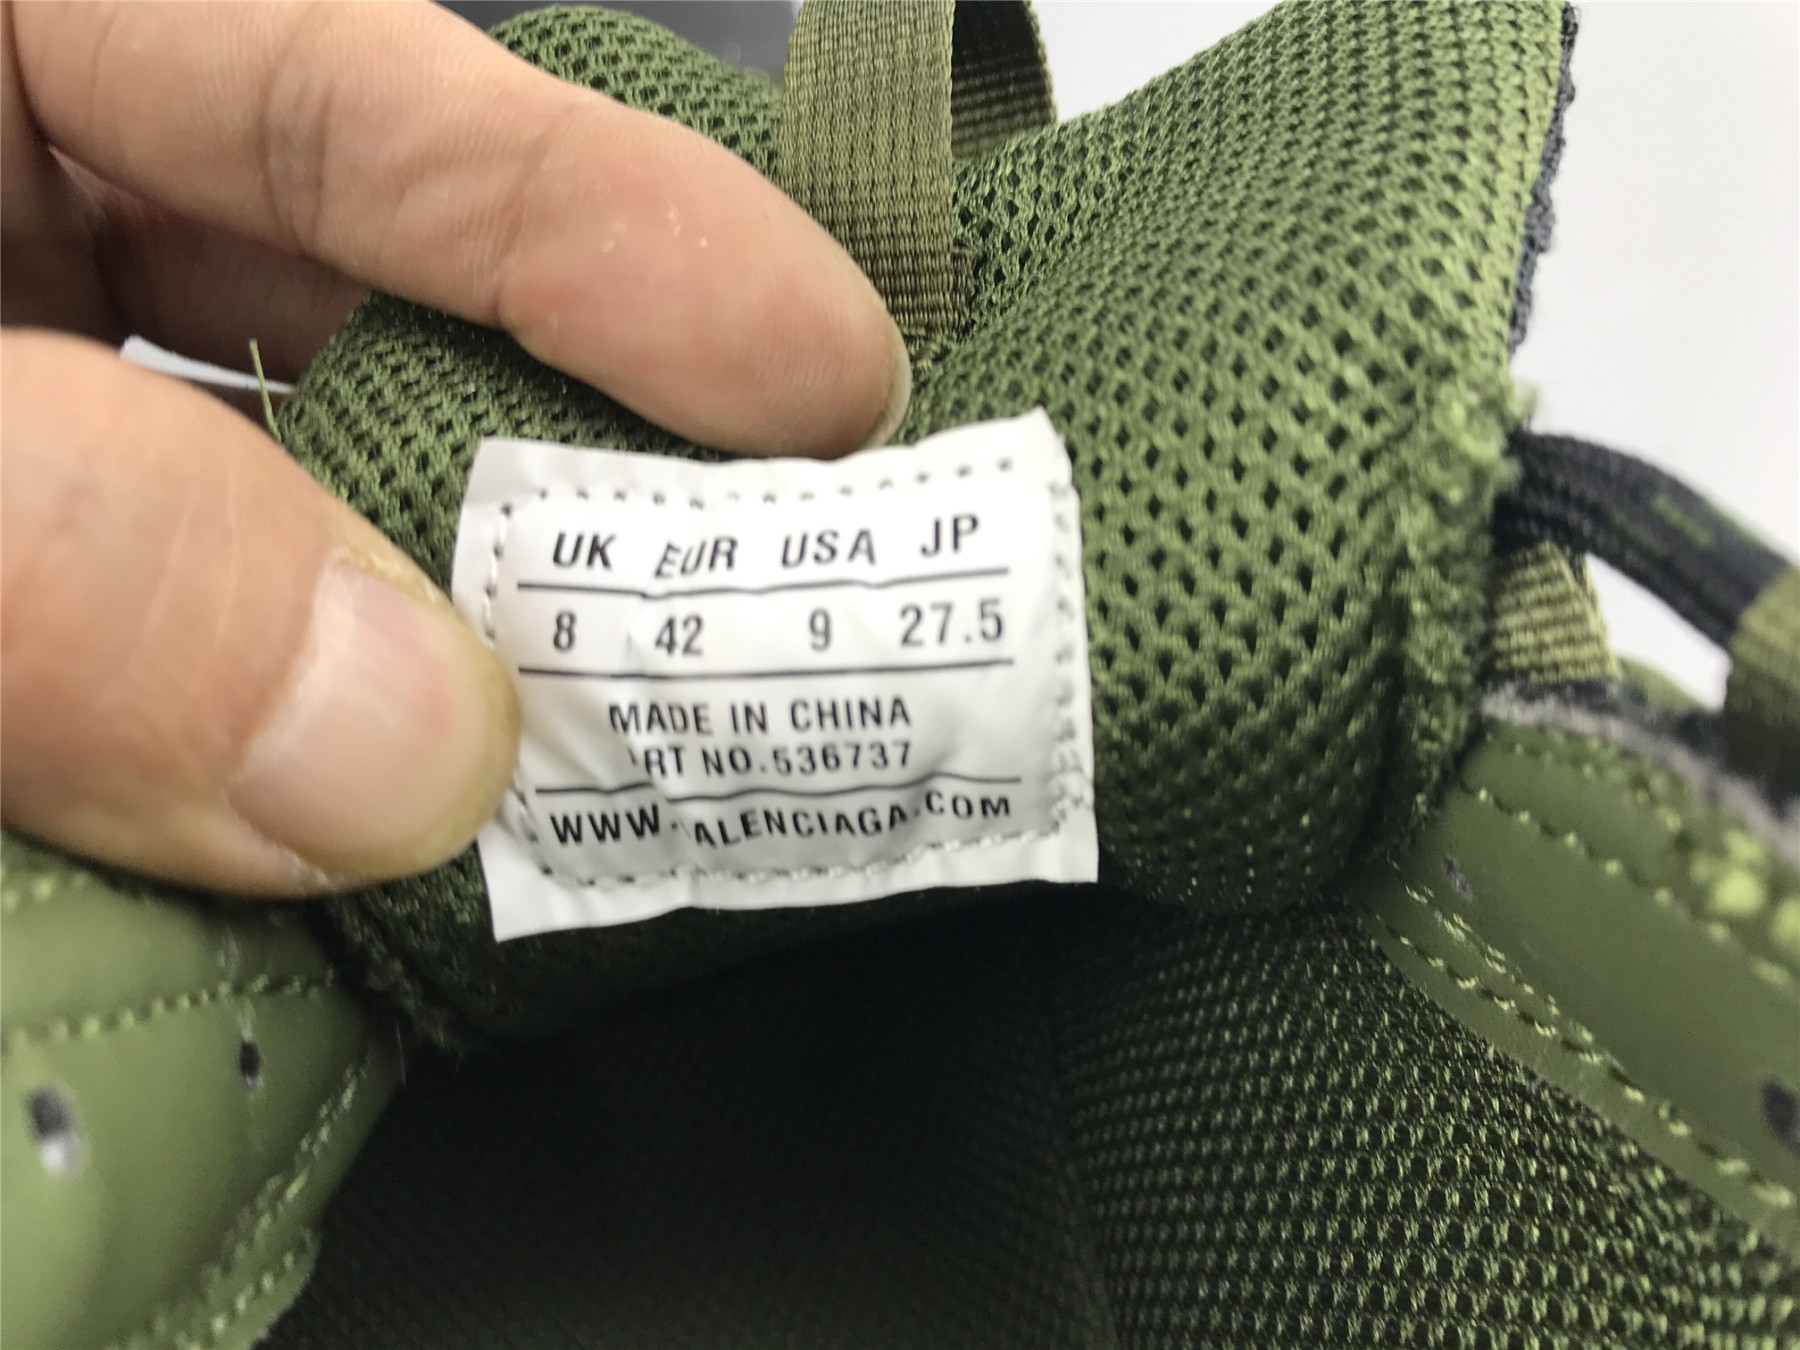 UK EUR USA JP
8 42 9 27.5
MADE IN CHINA
RT NO.536737
WWW. ALENCIAGA.COM